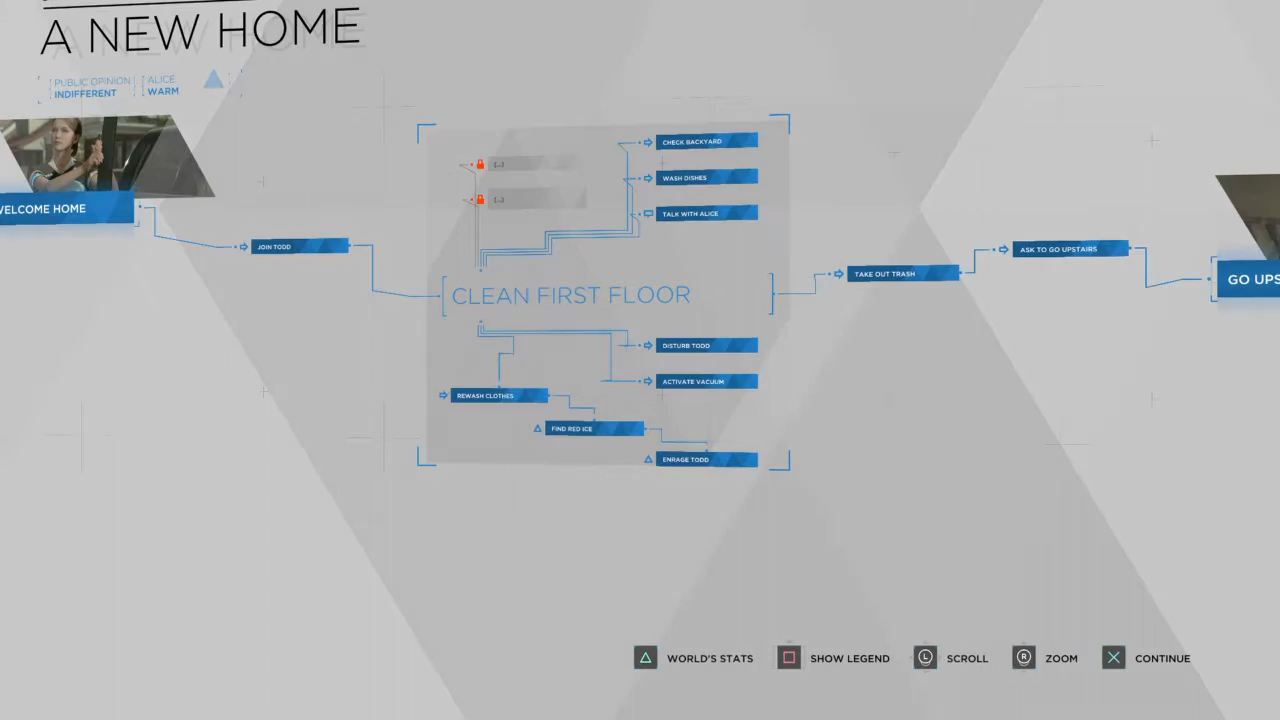 A NEW HOME
PUBLIC OPINION
INDIFFERENT
ALICE
WARM
WELCOME HOME
JOIN TODD
[...]
[...]
CHECK BACKYARD
WASH DISHES
TALK WITH ALICE
CLEAN FIRST FLOOR
DISTURB TODD
ACTIVATE VACUUM
REWASH CLOTHES
FIND RED ICE
ENRAGE TODD
TAKE OUT TRASH
ASK TO GO UPSTAIRS
GO UPS
WORLD'S STATS
SHOW LEGEND
L
SCROLL
R
ZOOM
CONTINUE